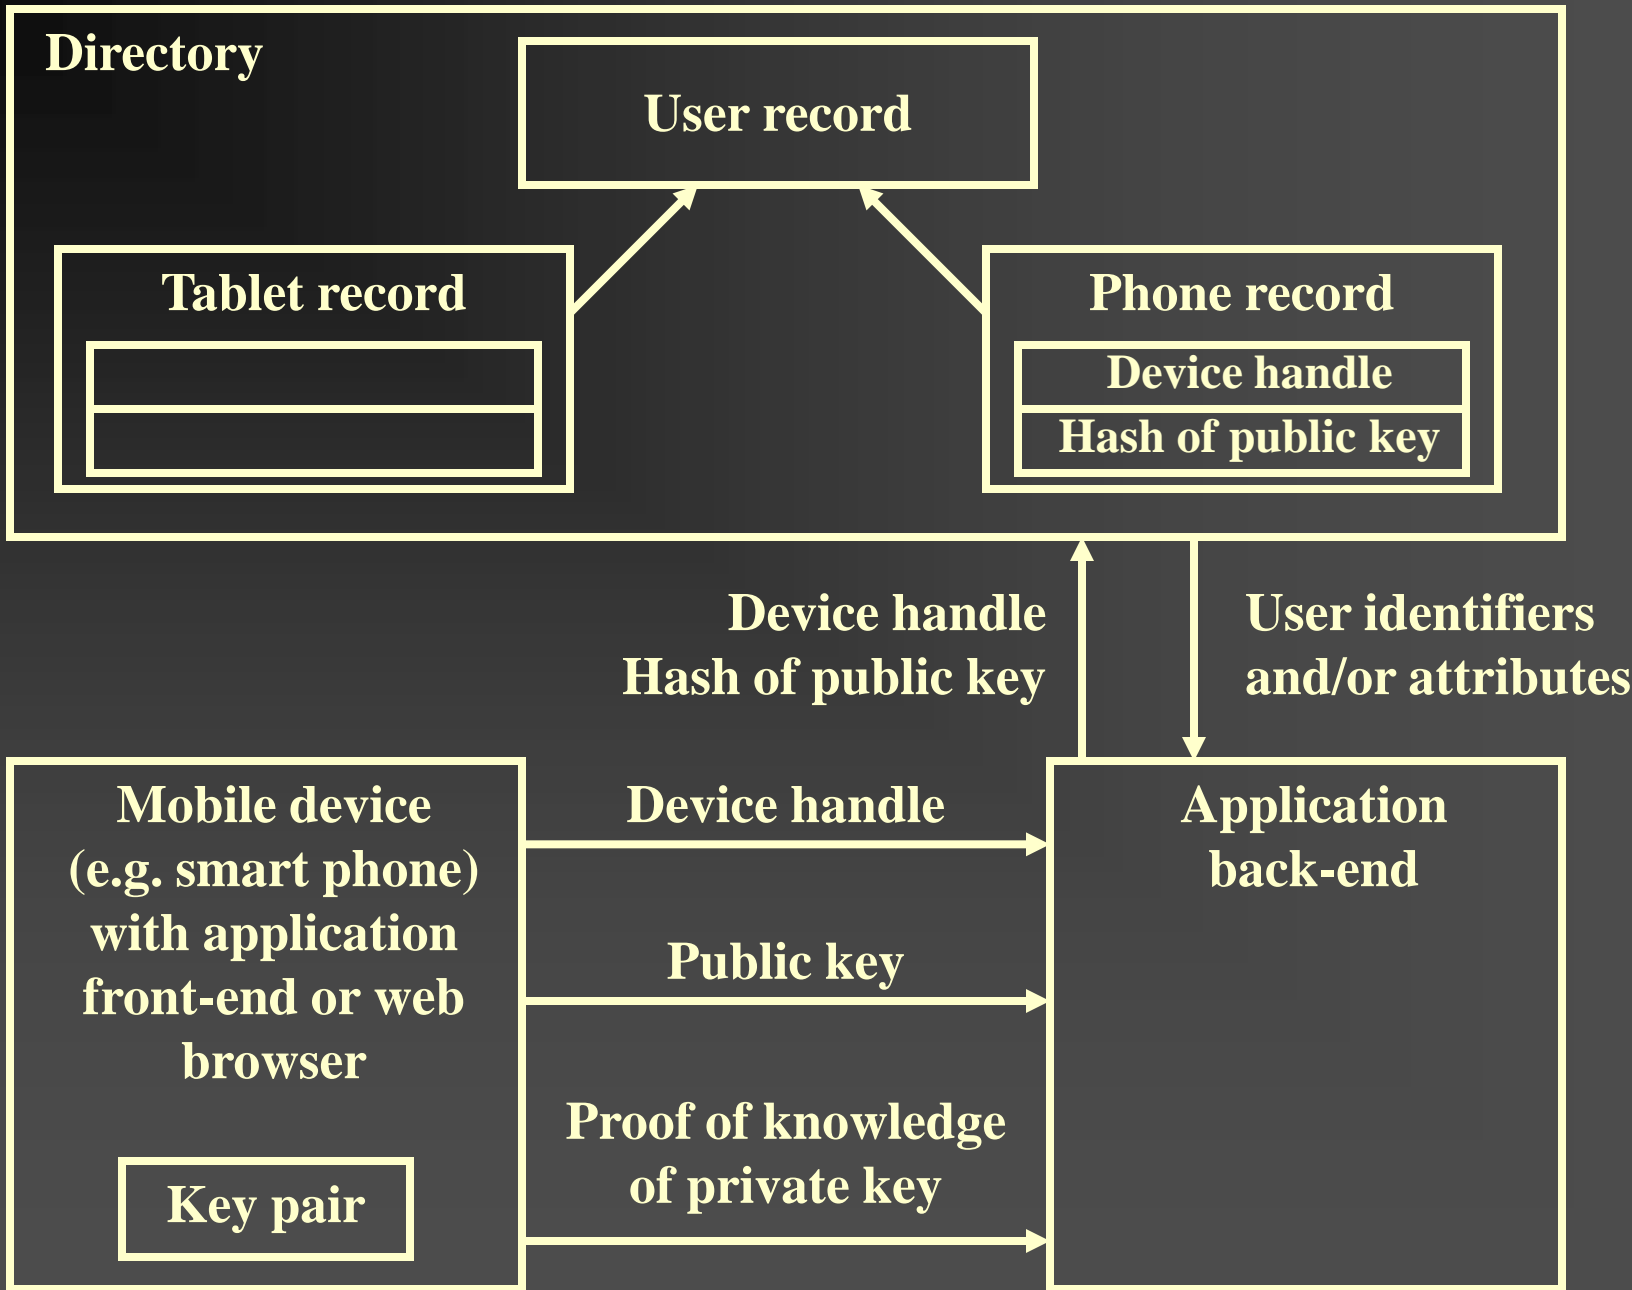 Directory
User record
Tablet record
Phone record
Device handle
Hash of public key
Device handle
Hash of public key
User identifiers
and/or attributes
Mobile device
(e.g. smart phone)
with application
front-end or web
browser
Key pair
Device handle
Public key
Proof of knowledge
of private key
Application
back-end